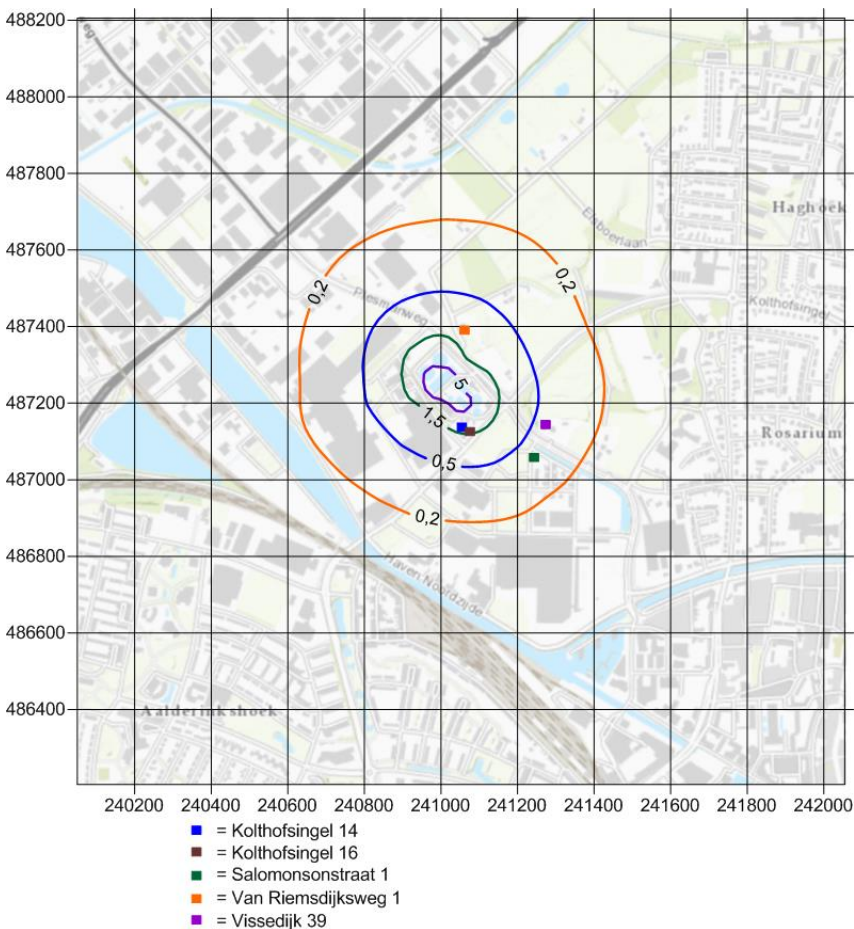 488200
488000
487800
487600
487400
487200
487000
486800
486600
486400
eg
Haghoek
Elsboerlaan
0,2
0,2
Kolthofsingel
Plesmanweg
5
1,5
Rosarium
0,5
0,2
Haven Noordzijde
Aalderinkshoek
240200 240400 240600 240800 241000 241200 241400 241600 241800 242000
= Kolthofsingel 14
= Kolthofsingel 16
= Salomonsonstraat 1
= Van Riemsdijksweg 1
= Vissedijk 39